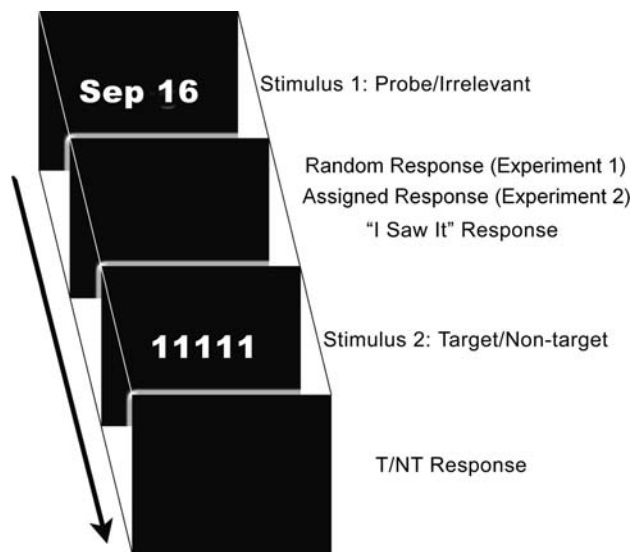 Sep 16
Stimulus 1: Probe/Irrelevant
Random Response (Experiment 1)
Assigned Response (Experiment 2)
“I Saw It” Response
11111
Stimulus 2: Target/Non-target
T/NT Response